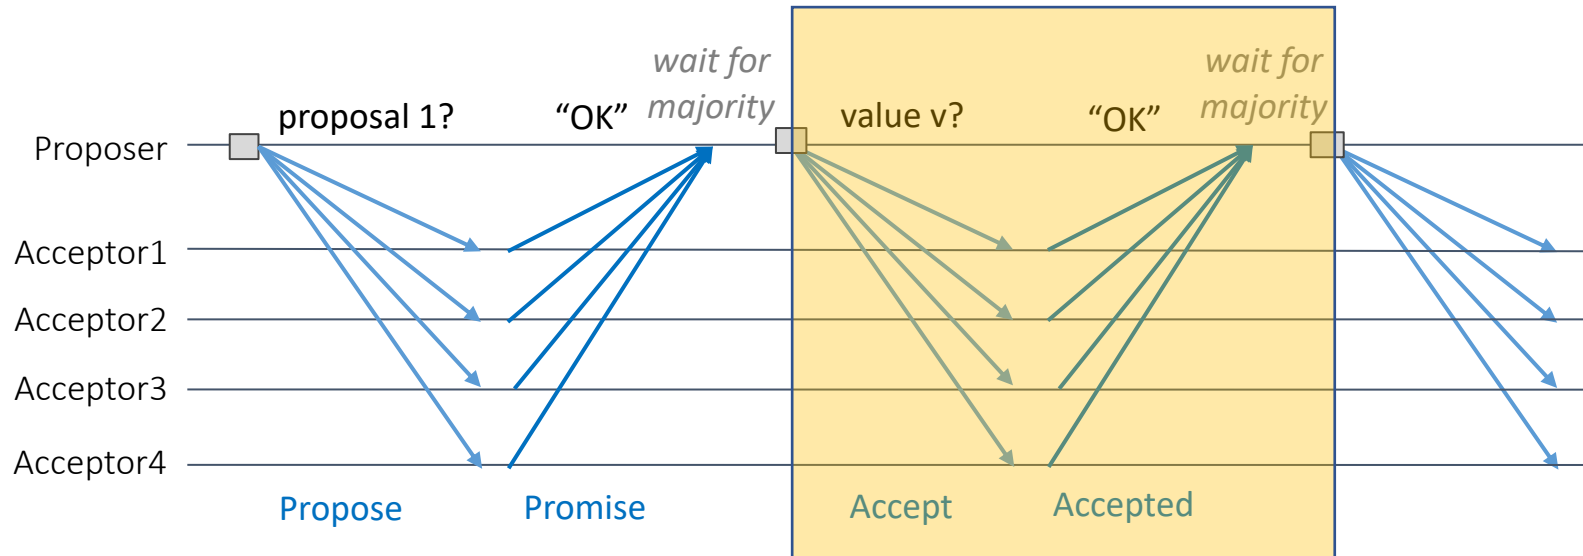 wait for
majority
wait for
majority
proposal 1?
“OK”
value v?
“OK”
Proposer
Acceptor1
Acceptor2
Acceptor3
Acceptor4
Propose
Promise
Accept
Accepted